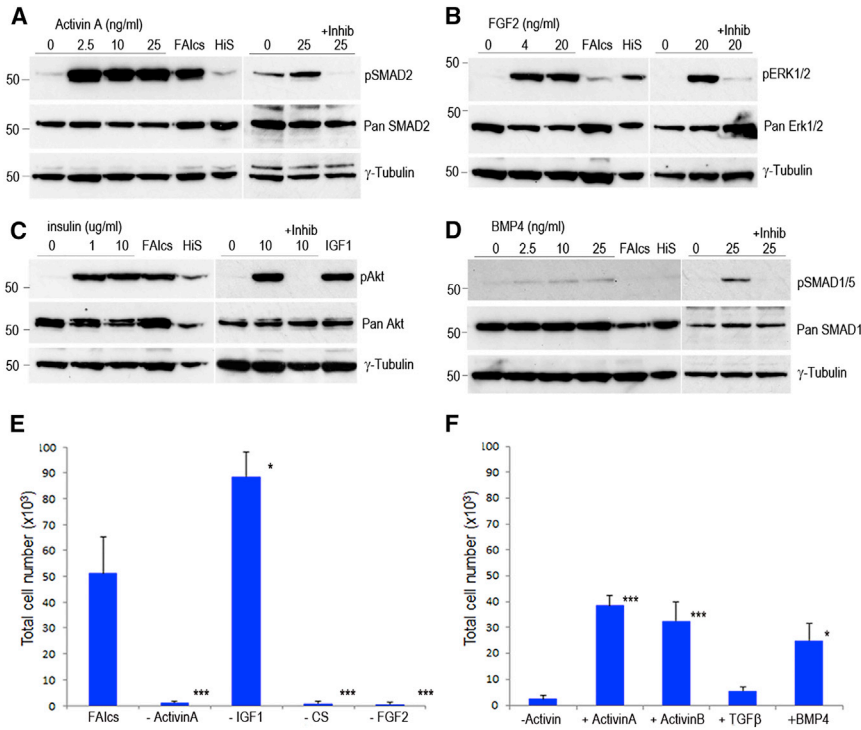 A
Activin A (ng/ml)
+Inhib
0 2.5 10 25 FAIcs HiS 0 25 25
50
pSMAD2
50
Pan SMAD2
50
γ-Tubulin
B
FGF2 (ng/ml)
+Inhib
0 4 20 FAIcs HiS 0 20 20
50
pERK1/2
50
Pan Erk1/2
50
γ-Tubulin
C
insulin (ug/ml)
+Inhib
0 1 10 FAIcs HiS 0 10 10 IGF1
50
pAkt
50
Pan Akt
50
γ-Tubulin
D
BMP4 (ng/ml)
+Inhib
0 2.5 10 25 FAIcs HiS 0 25 25
50
pSMAD1/5
50
Pan SMAD1
50
γ-Tubulin
E
Total cell number (x10³)
100
90
80
70
60
50
40
30
20
10
0
*
***
***
***
FAIcs - ActivinA - IGF1 - CS - FGF2
F
Total cell number (x10³)
100
90
80
70
60
50
40
30
20
10
0
***
***
*
-Activin + ActivinA + ActivinB + TGFβ +BMP4